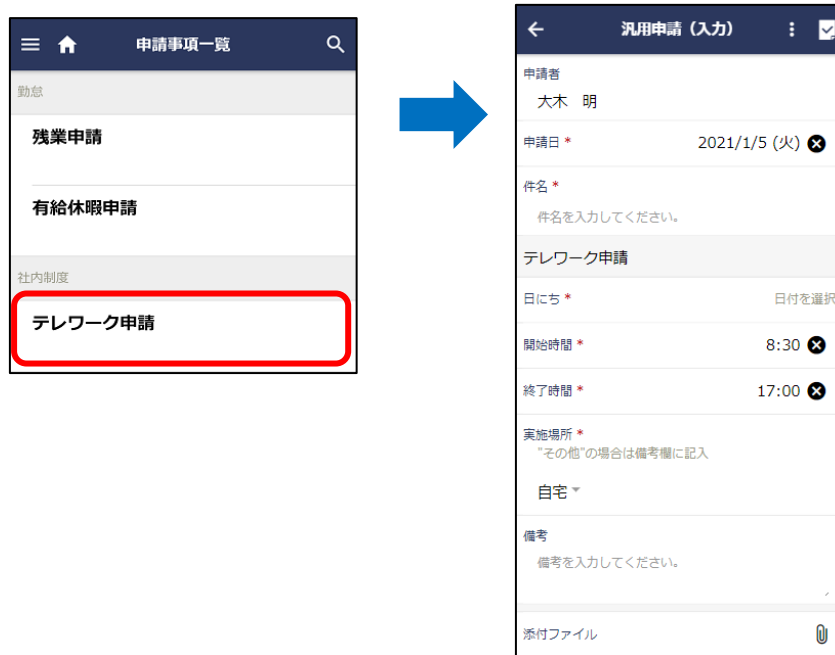 申請事項一覧
勤怠
残業申請
有給休暇申請
社内制度
テレワーク申請
汎用申請（入力）
申請者
大木　明
申請日 *
2021/1/5 (火)
件名 *
件名を入力してください。
テレワーク申請
日にち *
日付を選択
開始時間 *
8:30
終了時間 *
17:00
実施場所 *
"その他"の場合は備考欄に記入
自宅
備考
備考を入力してください。
添付ファイル